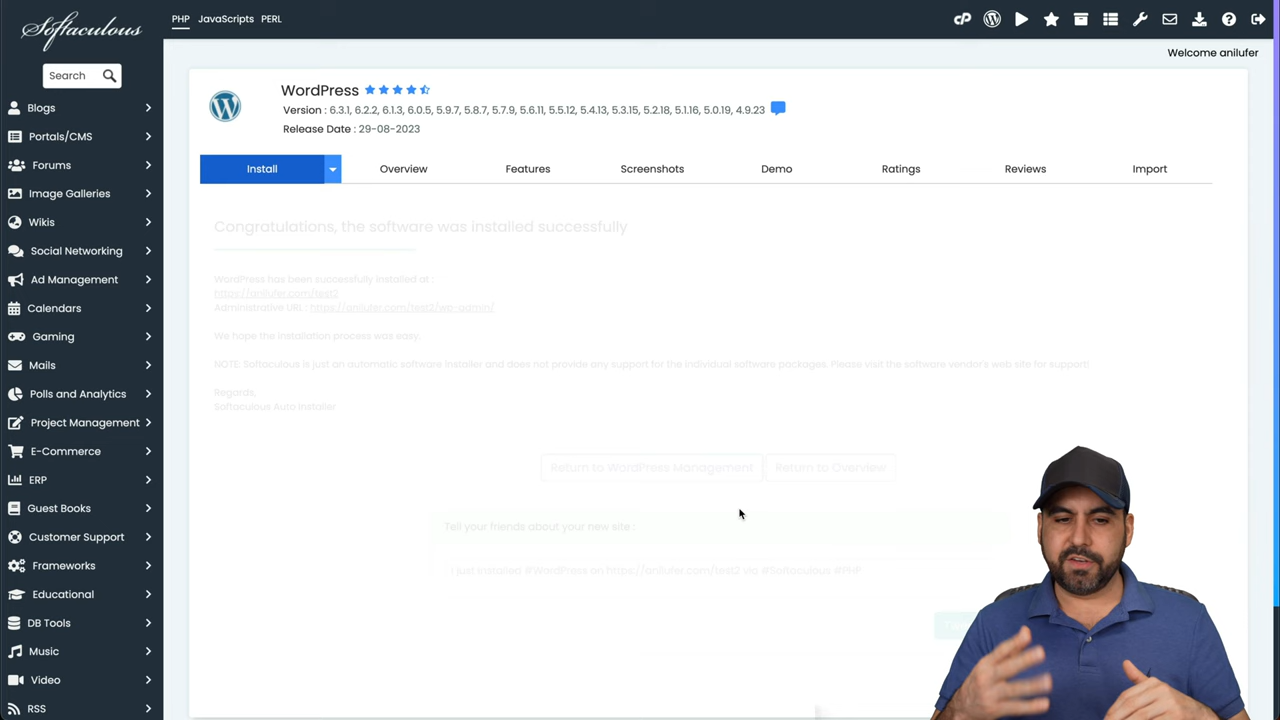 Softaculous
PHP JavaScripts PERL
Welcome anilufer
Search
Blogs
Portals/CMS
Forums
Image Galleries
Wikis
Social Networking
Ad Management
Calendars
Gaming
Mails
Polls and Analytics
Project Management
E-Commerce
ERP
Guest Books
Customer Support
Frameworks
Educational
DB Tools
Music
Video
RSS
WordPress
Version : 6.3.1, 6.2.2, 6.1.3, 6.0.5, 5.9.7, 5.8.7, 5.7.9, 5.6.11, 5.5.12, 5.4.13, 5.3.15, 5.2.18, 5.1.16, 5.0.19, 4.9.23
Release Date : 29-08-2023
Install Overview Features Screenshots Demo Ratings Reviews Import
Congratulations, the software was installed successfully
WordPress has been successfully installed at :
https://anilufer.com/test2
Administrative URL : https://anilufer.com/test2/wp-admin/
We hope the installation process was easy.
NOTE: Softaculous is just an automatic software installer and does not provide any support for the individual software packages. Please visit the software vendor's web site for support!
Regards,
Softaculous Auto Installer
Return to WordPress Management Return to Overview
Tell your friends about your new site :
I just installed #WordPress on https://anilufer.com/test2 via #Softaculous #PHP